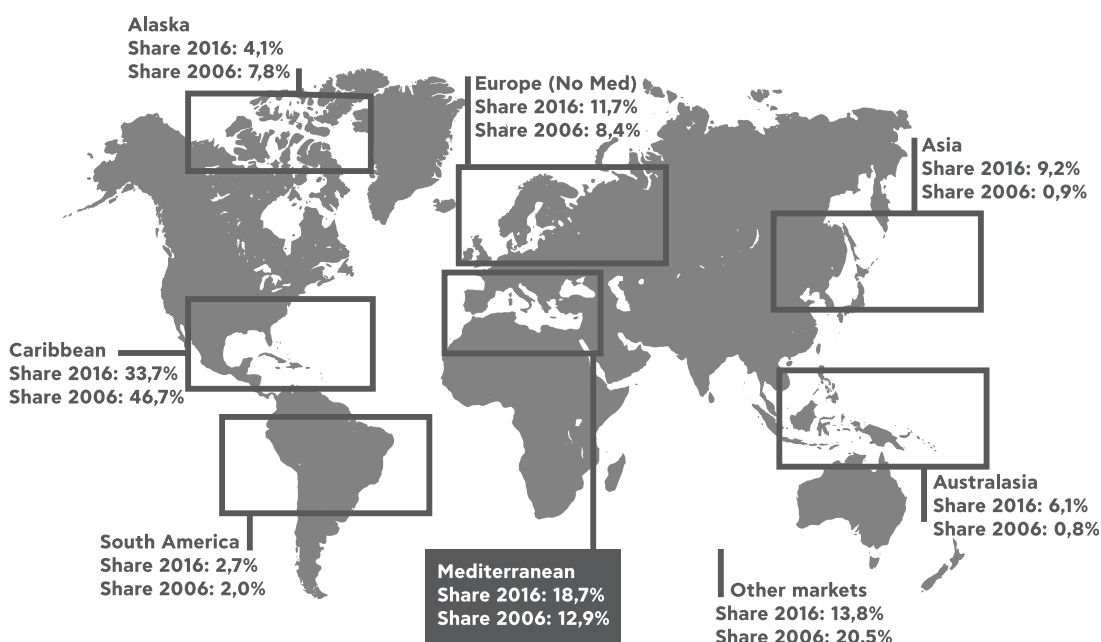 Alaska
Share 2016: 4,1%
Share 2006: 7,8%
Europe (No Med)
Share 2016: 11,7%
Share 2006: 8,4%
Asia
Share 2016: 9,2%
Share 2006: 0,9%
Caribbean
Share 2016: 33,7%
Share 2006: 46,7%
Australasia
Share 2016: 6,1%
Share 2006: 0,8%
South America
Share 2016: 2,7%
Share 2006: 2,0%
Mediterranean
Share 2016: 18,7%
Share 2006: 12,9%
Other markets
Share 2016: 13,8%
Share 2006: 20,5%